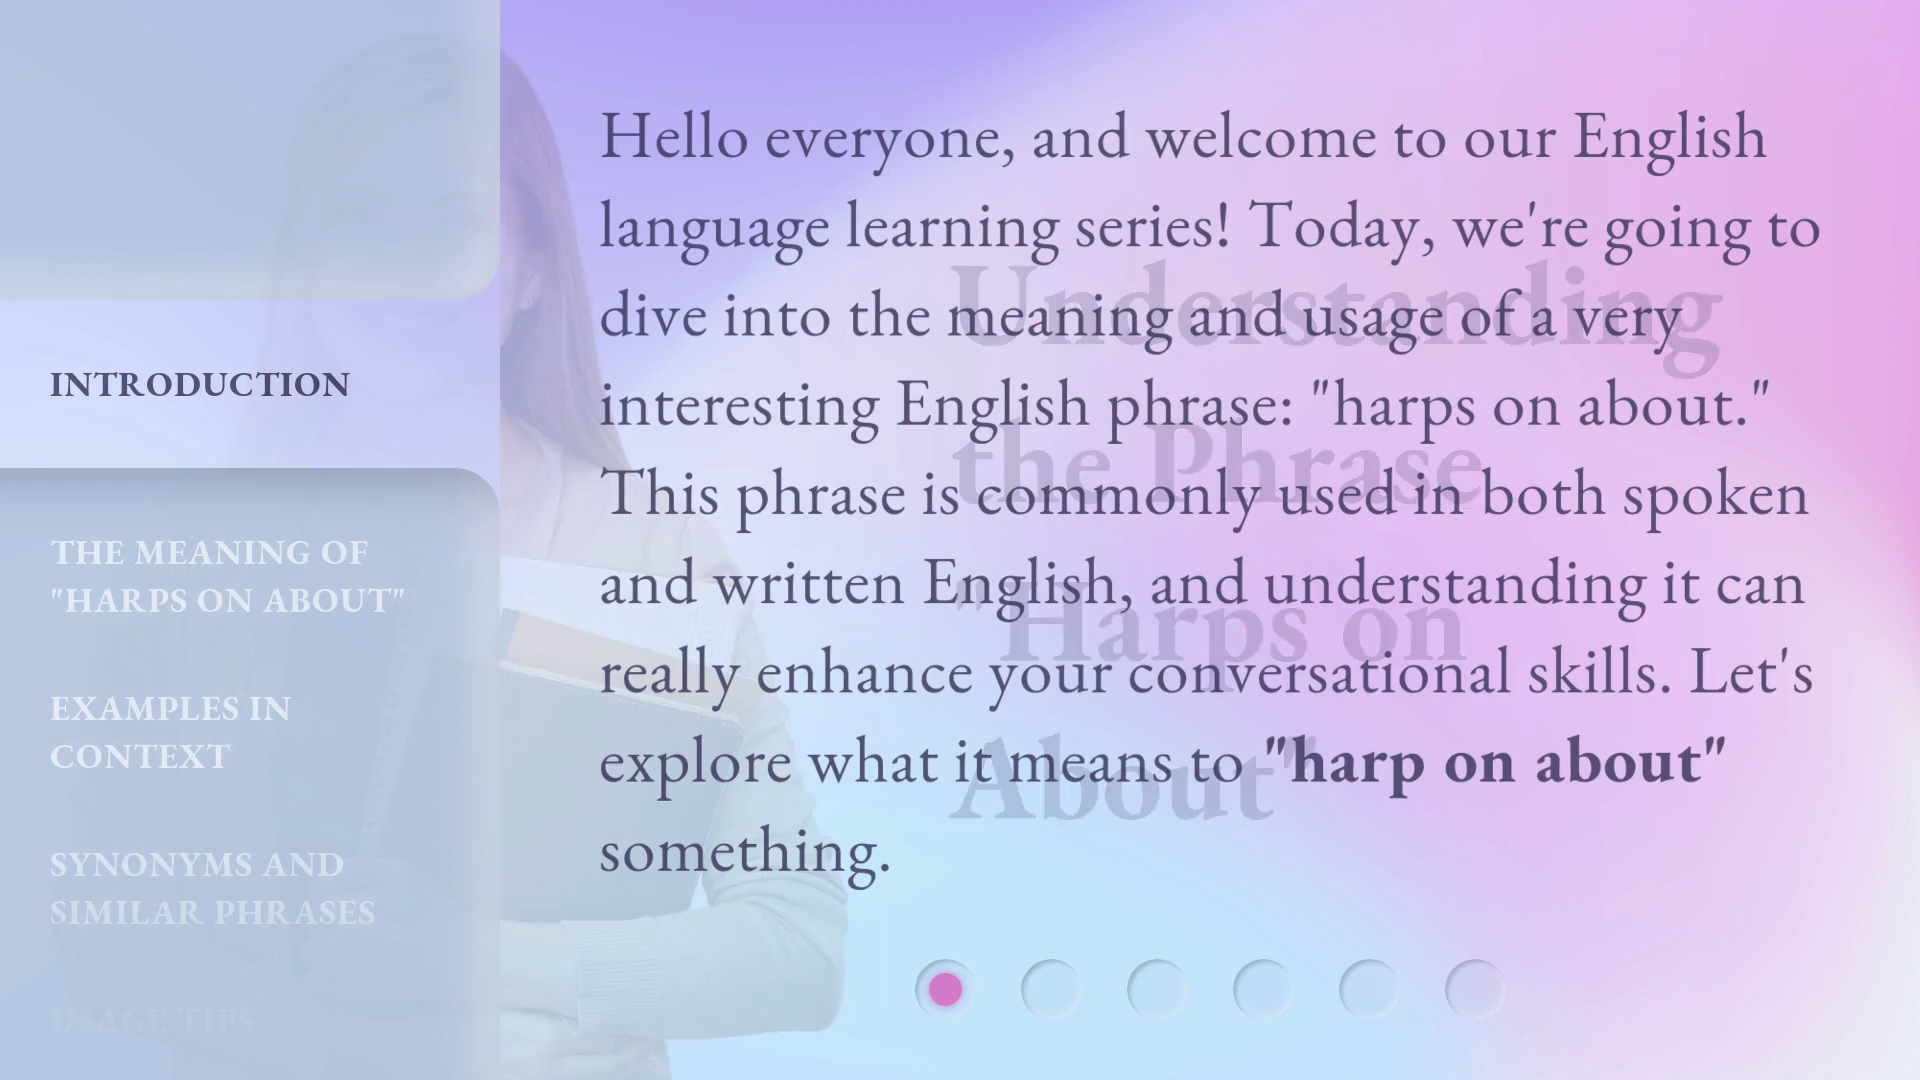 INTRODUCTION
THE MEANING OF
"HARPS ON ABOUT"
EXAMPLES IN
CONTEXT
SYNONYMS AND
SIMILAR PHRASES
USAGE TIPS
Hello everyone, and welcome to our English
language learning series! Today, we're going to
dive into the meaning and usage of a very
interesting English phrase: "harps on about."
This phrase is commonly used in both spoken
and written English, and understanding it can
really enhance your conversational skills. Let's
explore what it means to "harp on about"
something.
Understanding
the Phrase
"Harps on
About"